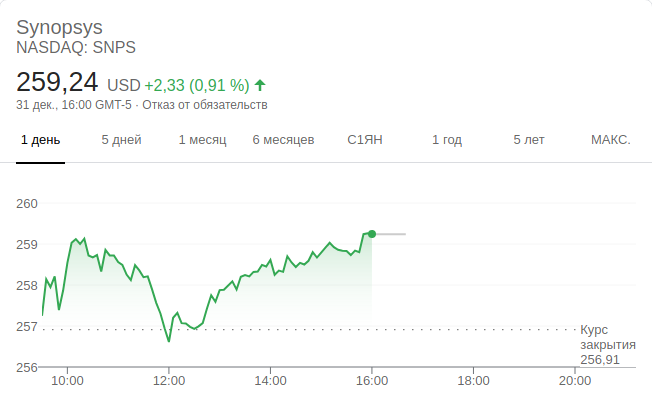 Synopsys
NASDAQ: SNPS
259,24 USD +2,33 (0,91 %)
31 дек., 16:00 GMT-5 · Отказ от обязательств
1 день 5 дней 1 месяц 6 месяцев С1ЯН 1 год 5 лет МАКС.
260
259
258
257
Курс
закрытия
256,91
256
10:00 12:00 14:00 16:00 18:00 20:00